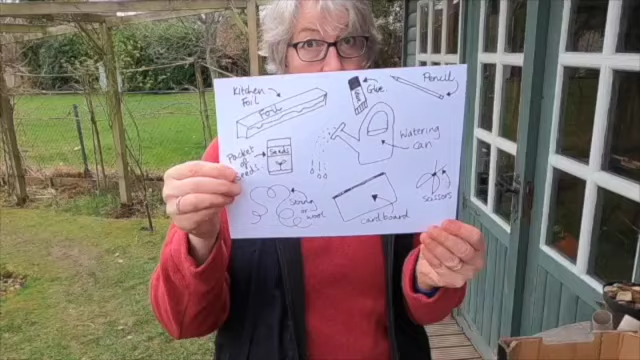 Kitchen
Foil
Foil
Glue
Pencil
Packet
of
seeds
Seeds
Watering
can
String
or
wool
cardboard
scissors